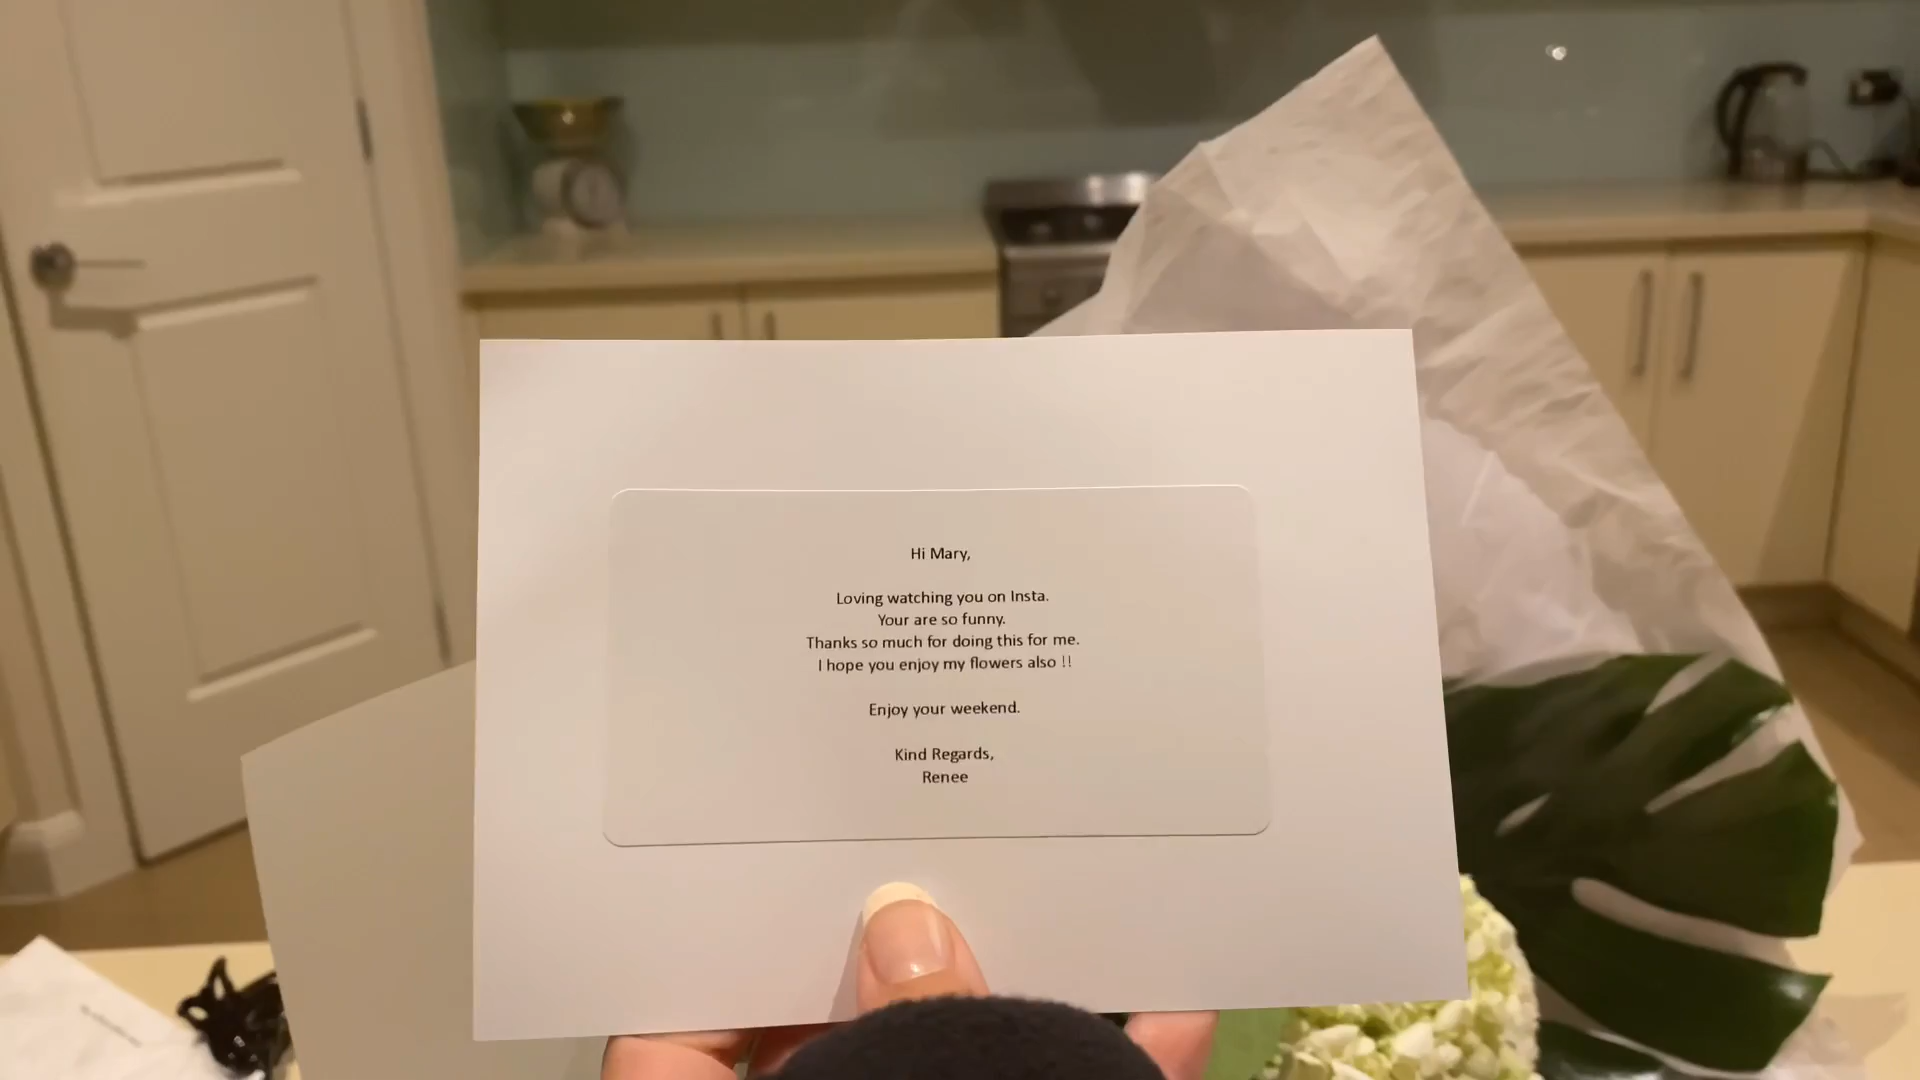 Hi Mary,
Loving watching you on Insta.
Your are so funny.
Thanks so much for doing this for me.
I hope you enjoy my flowers also !!
Enjoy your weekend.
Kind Regards,
Renee